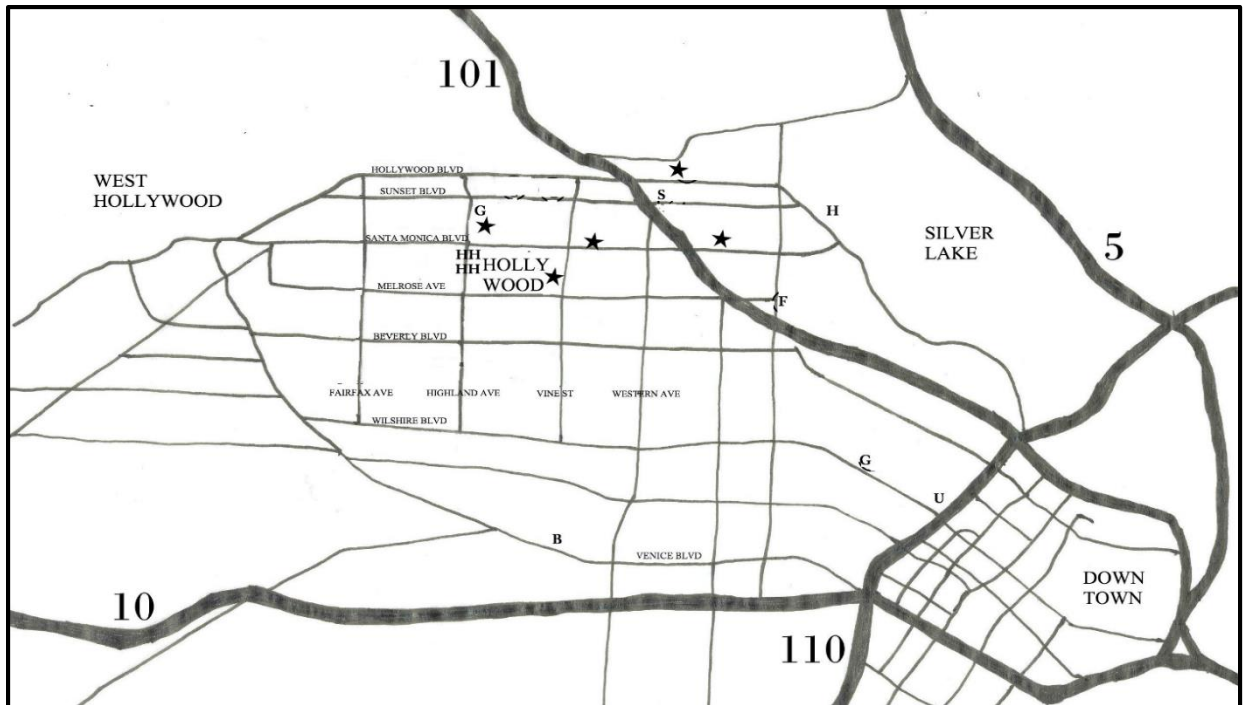 101
HOLLYWOOD BLVD
WEST
HOLLYWOOD
SUNSET BLVD
S
G
H
SANTA MONICA BLVD
SILVER
LAKE
5
HH
HH
HOLLY
WOOD
MELROSE AVE
F
BEVERLY BLVD
FAIRFAX AVE
HIGHLAND AVE
VINE ST
WESTERN AVE
WILSHIRE BLVD
G
U
B
VENICE BLVD
DOWN
TOWN
10
110